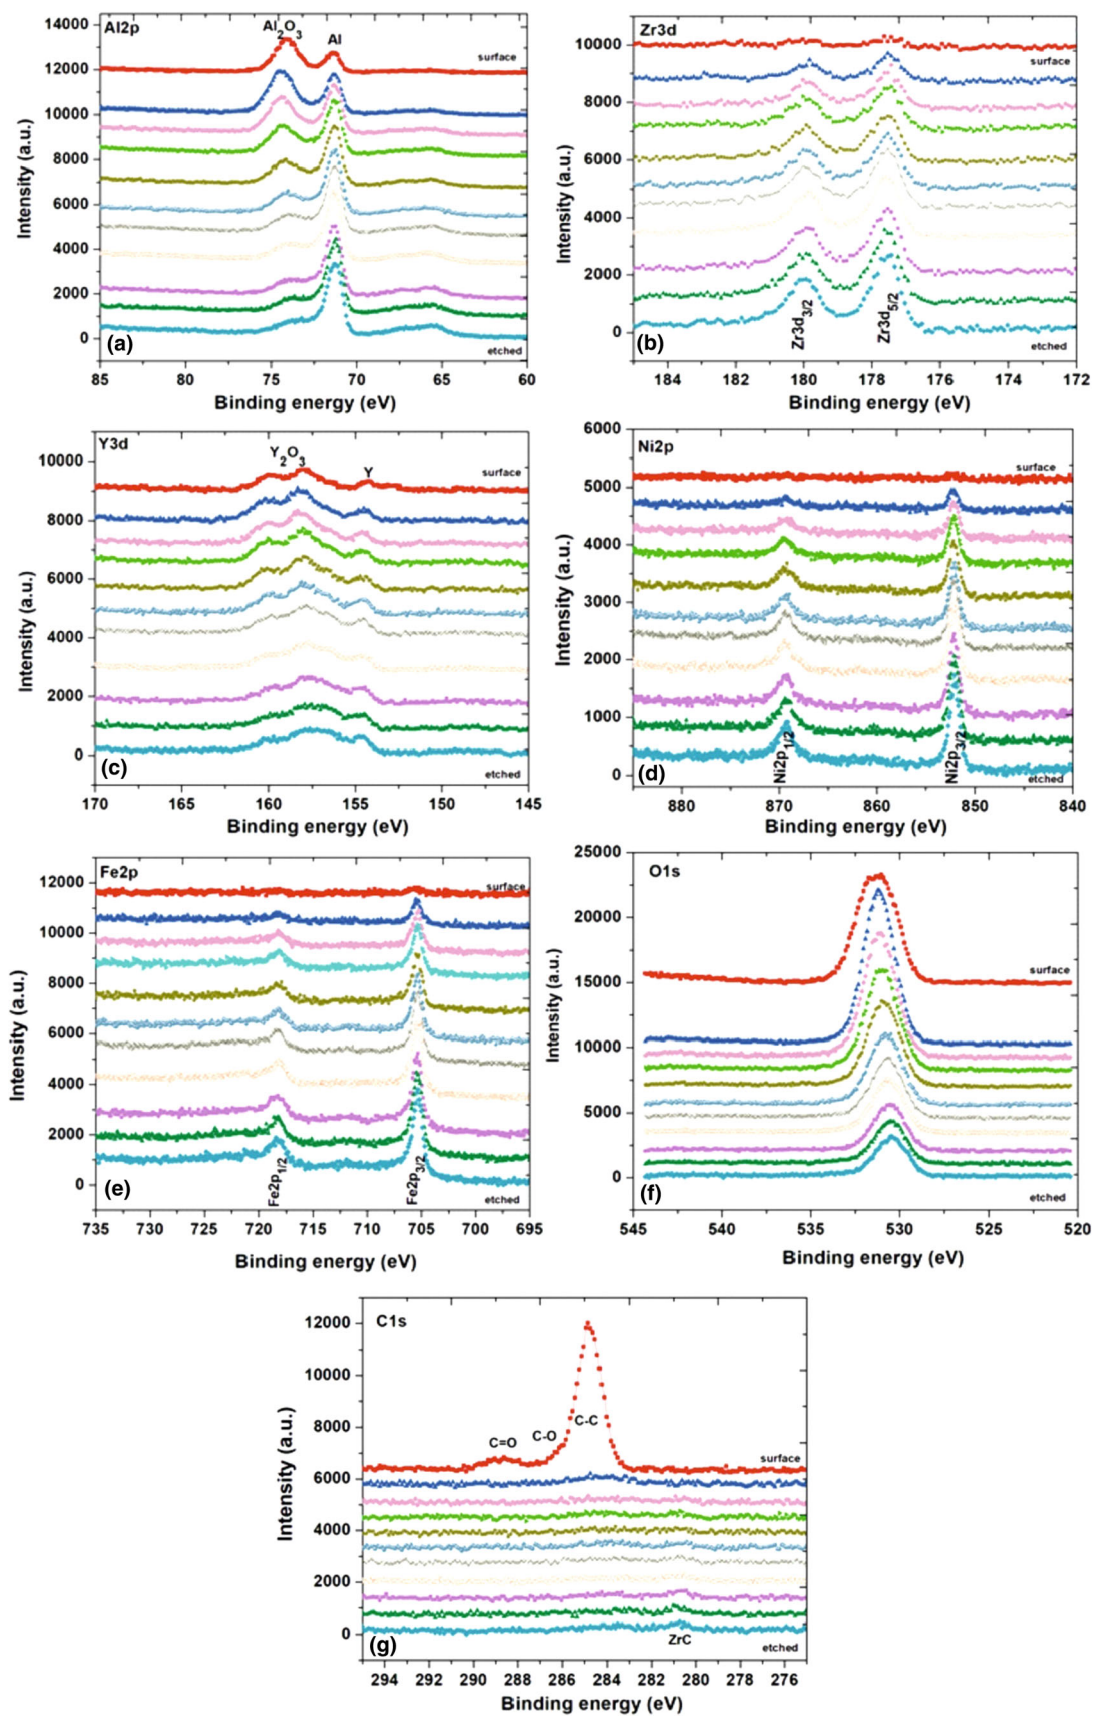 Al2p
Al2O3
Al
surface
14000
12000
10000
8000
6000
4000
2000
0
Intensity (a.u.)
(a)
etched
85 80 75 70 65 60
Binding energy (eV)
Zr3d
surface
10000
8000
6000
4000
2000
0
Intensity (a.u.)
Zr3d3/2
Zr3d5/2
(b)
etched
184 182 180 178 176 174 172
Binding energy (eV)
Y3d
Y2O3
Y
surface
10000
8000
6000
4000
2000
0
Intensity (a.u.)
(c)
etched
170 165 160 155 150 145
Binding energy (eV)
Ni2p
surface
6000
5000
4000
3000
2000
1000
0
Intensity (a.u.)
Ni2p1/2
Ni2p3/2
(d)
etched
880 870 860 850 840
Binding energy (eV)
Fe2p
surface
12000
10000
8000
6000
4000
2000
0
Intensity (a.u.)
Fe2p1/2
Fe2p3/2
(e)
etched
735 730 725 720 715 710 705 700 695
Binding energy (eV)
O1s
surface
25000
20000
15000
10000
5000
0
Intensity (a.u.)
(f)
etched
545 540 535 530 525 520
Binding energy (eV)
C1s
12000
10000
8000
6000
4000
2000
0
Intensity (a.u.)
C=O
C-O
C-C
surface
ZrC
(g)
etched
294 292 290 288 286 284 282 280 278 276
Binding energy (eV)